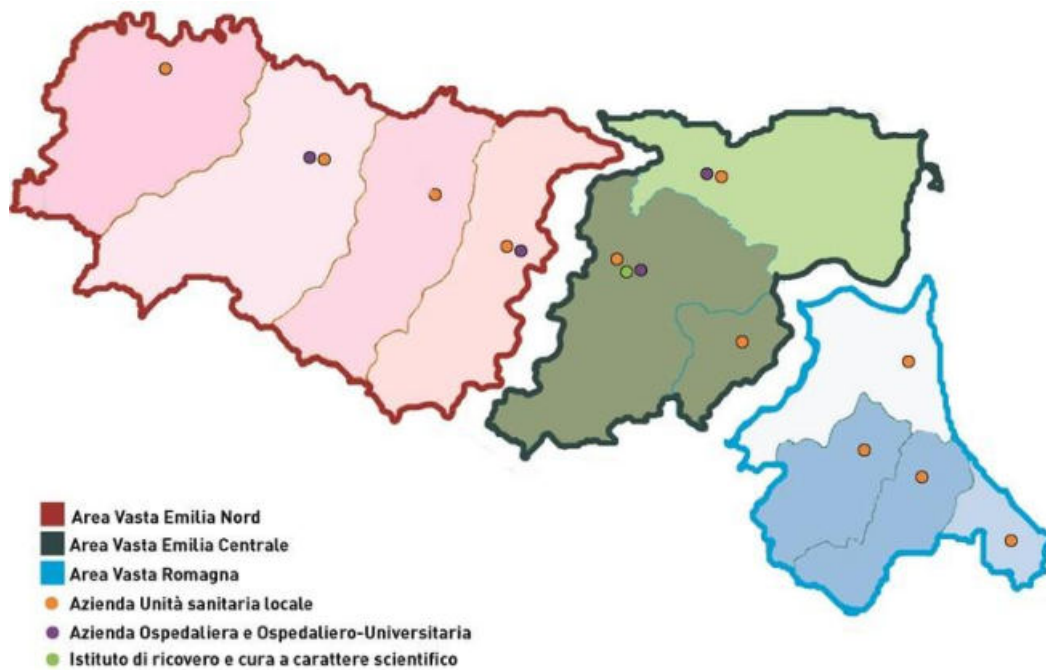 Area Vasta Emilia Nord
Area Vasta Emilia Centrale
Area Vasta Romagna
Azienda Unità sanitaria locale
Azienda Ospedaliera e Ospedaliero-Universitaria
Istituto di ricovero e cura a carattere scientifico